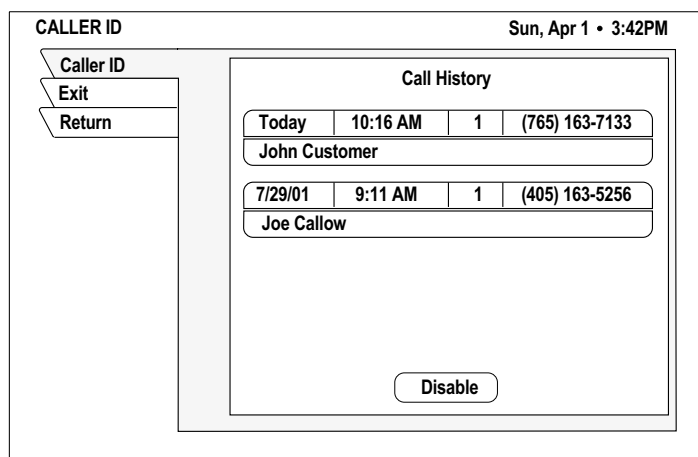 CALLER ID Sun, Apr 1 • 3:42PM
Caller ID
Exit
Return
Call History
Today 10:16 AM 1 (765) 163-7133
John Customer
7/29/01 9:11 AM 1 (405) 163-5256
Joe Callow
Disable